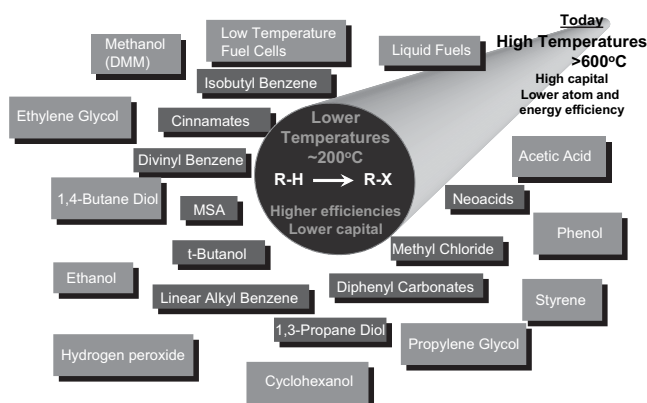 Today
High Temperatures
>600°C
High capital
Lower atom and
energy efficiency
Methanol
(DMM)
Low Temperature
Fuel Cells
Liquid Fuels
Isobutyl Benzene
Ethylene Glycol
Cinnamates
Lower
Temperatures
~200°C
R-H → R-X
Higher efficiencies
Lower capital
Divinyl Benzene
Acetic Acid
1,4-Butane Diol
MSA
Neoacids
Phenol
t-Butanol
Methyl Chloride
Ethanol
Linear Alkyl Benzene
Diphenyl Carbonates
Styrene
1,3-Propane Diol
Propylene Glycol
Hydrogen peroxide
Cyclohexanol